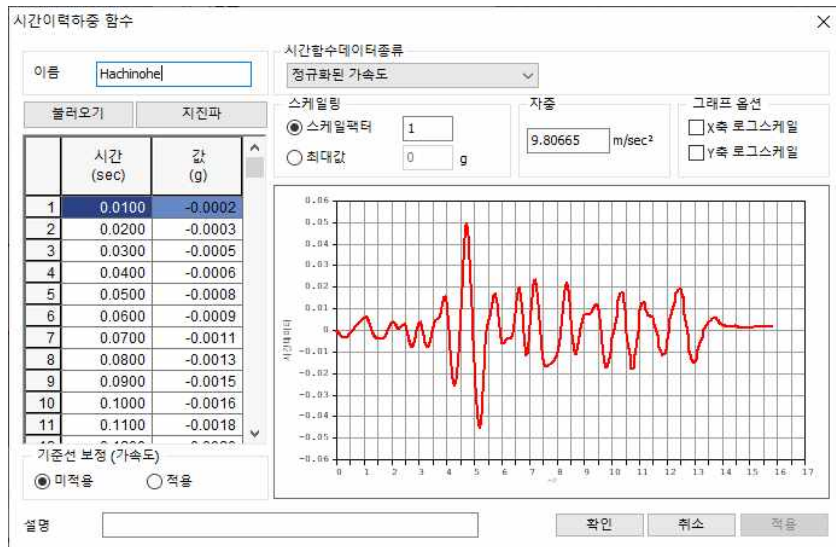 시간이력하중 함수
이름
Hachinohe
시간함수데이터종류
정규화된 가속도
불러오기
지진파
스케일링
스케일팩터
1
최대값
0
g
자중
9.80665
m/sec²
그래프 옵션
X축 로그스케일
Y축 로그스케일
시간
(sec)
값
(g)
1 0.0100 -0.0002
2 0.0200 -0.0003
3 0.0300 -0.0005
4 0.0400 -0.0006
5 0.0500 -0.0008
6 0.0600 -0.0009
7 0.0700 -0.0011
8 0.0800 -0.0013
9 0.0900 -0.0015
10 0.1000 -0.0016
11 0.1100 -0.0018
시간데이터
0.06
0.05
0.04
0.03
0.02
0.01
0
-0.01
-0.02
-0.03
-0.04
-0.05
-0.06
0 1 2 3 4 5 6 7 8 9 10 11 12 13 14 15 16 17
기준선 보정 (가속도)
미적용
적용
설명
확인
취소
적용